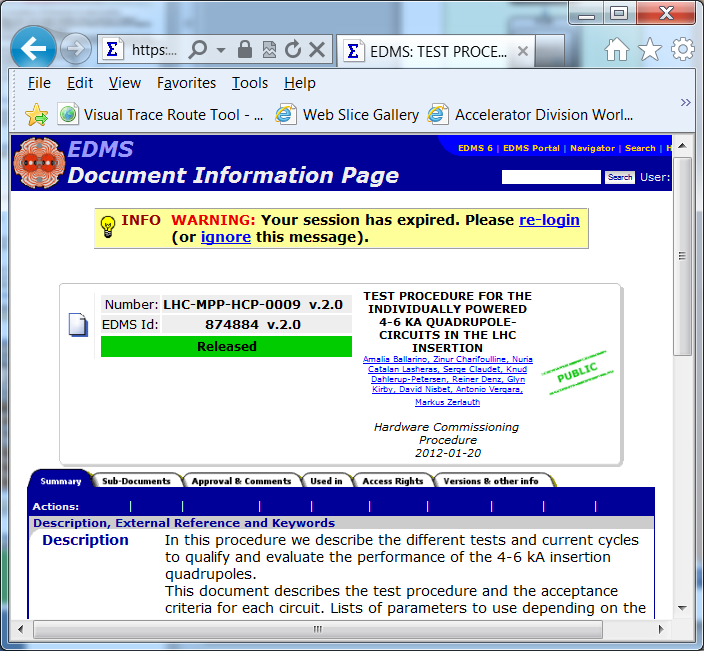 https:...
EDMS: TEST PROCE...
File Edit View Favorites Tools Help
Visual Trace Route Tool - ... Web Slice Gallery Accelerator Division Worl...
EDMS
EDMS 6 | EDMS Portal | Navigator | Search | H
Document Information Page
Search User:
INFO WARNING: Your session has expired. Please re-login
(or ignore this message).
Number: LHC-MPP-HCP-0009 v.2.0
EDMS Id: 874884 v.2.0
Released
TEST PROCEDURE FOR THE
INDIVIDUALLY POWERED
4-6 KA QUADRUPOLE-
CIRCUITS IN THE LHC
INSERTION
Amalia Ballarino, Zinur Charifoulline, Nuria
Catalan Lasheras, Serge Claudet, Knud
Dahlerup-Petersen, Reiner Denz, Glyn
Kirby, David Nisbet, Antonio Vergara,
Markus Zerlauth
Hardware Commissioning
Procedure
2012-01-20
PUBLIC
Summary Sub-Documents Approval & Comments Used in Access Rights Versions & other info
Actions: | | | | | | | | |
Description, External Reference and Keywords
Description In this procedure we describe the different tests and current cycles
to qualify and evaluate the performance of the 4-6 kA insertion
quadrupoles.
This document describes the test procedure and the acceptance
criteria for each circuit. Lists of parameters to use depending on the